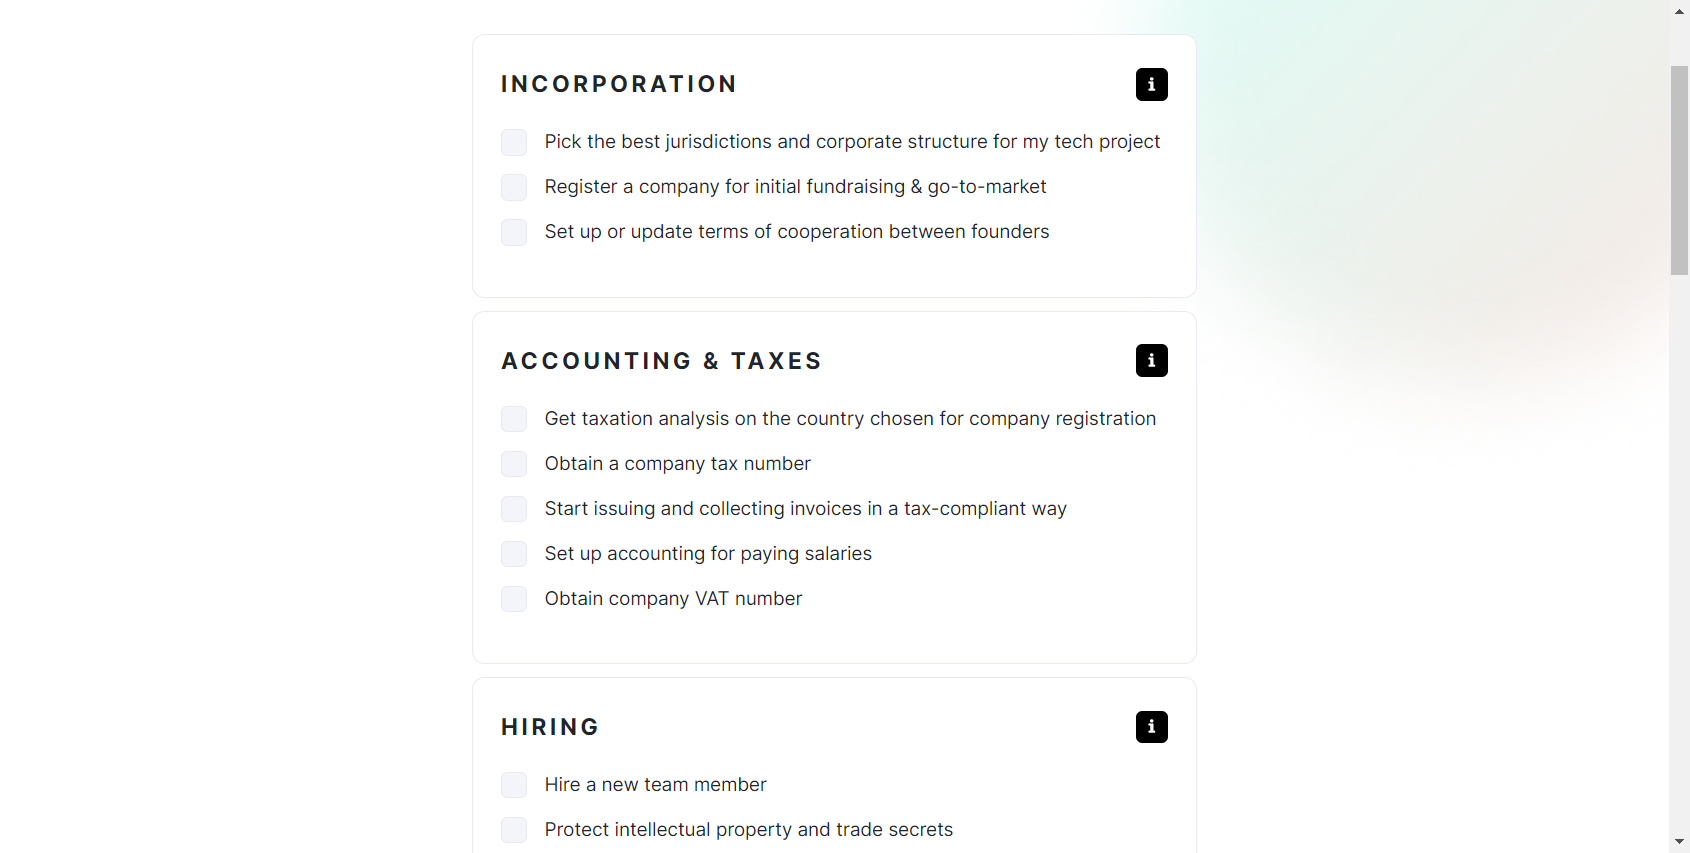 INCORPORATION
Pick the best jurisdictions and corporate structure for my tech project
Register a company for initial fundraising & go-to-market
Set up or update terms of cooperation between founders
ACCOUNTING & TAXES
Get taxation analysis on the country chosen for company registration
Obtain a company tax number
Start issuing and collecting invoices in a tax-compliant way
Set up accounting for paying salaries
Obtain company VAT number
HIRING
Hire a new team member
Protect intellectual property and trade secrets